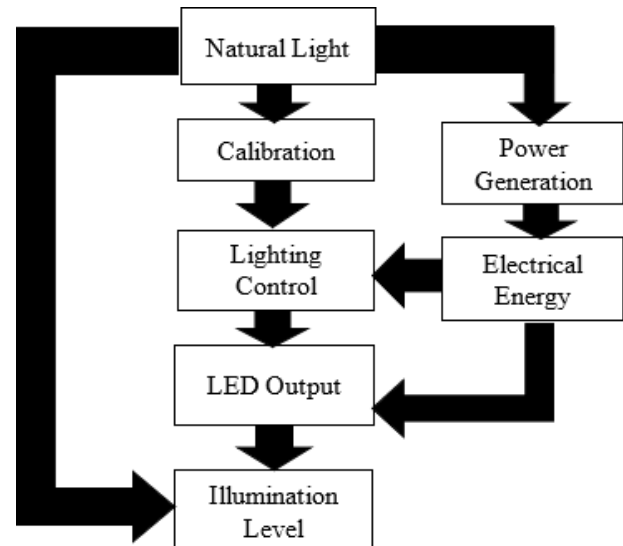 Natural Light
Calibration
Power
Generation
Lighting
Control
Electrical
Energy
LED Output
Illumination
Level